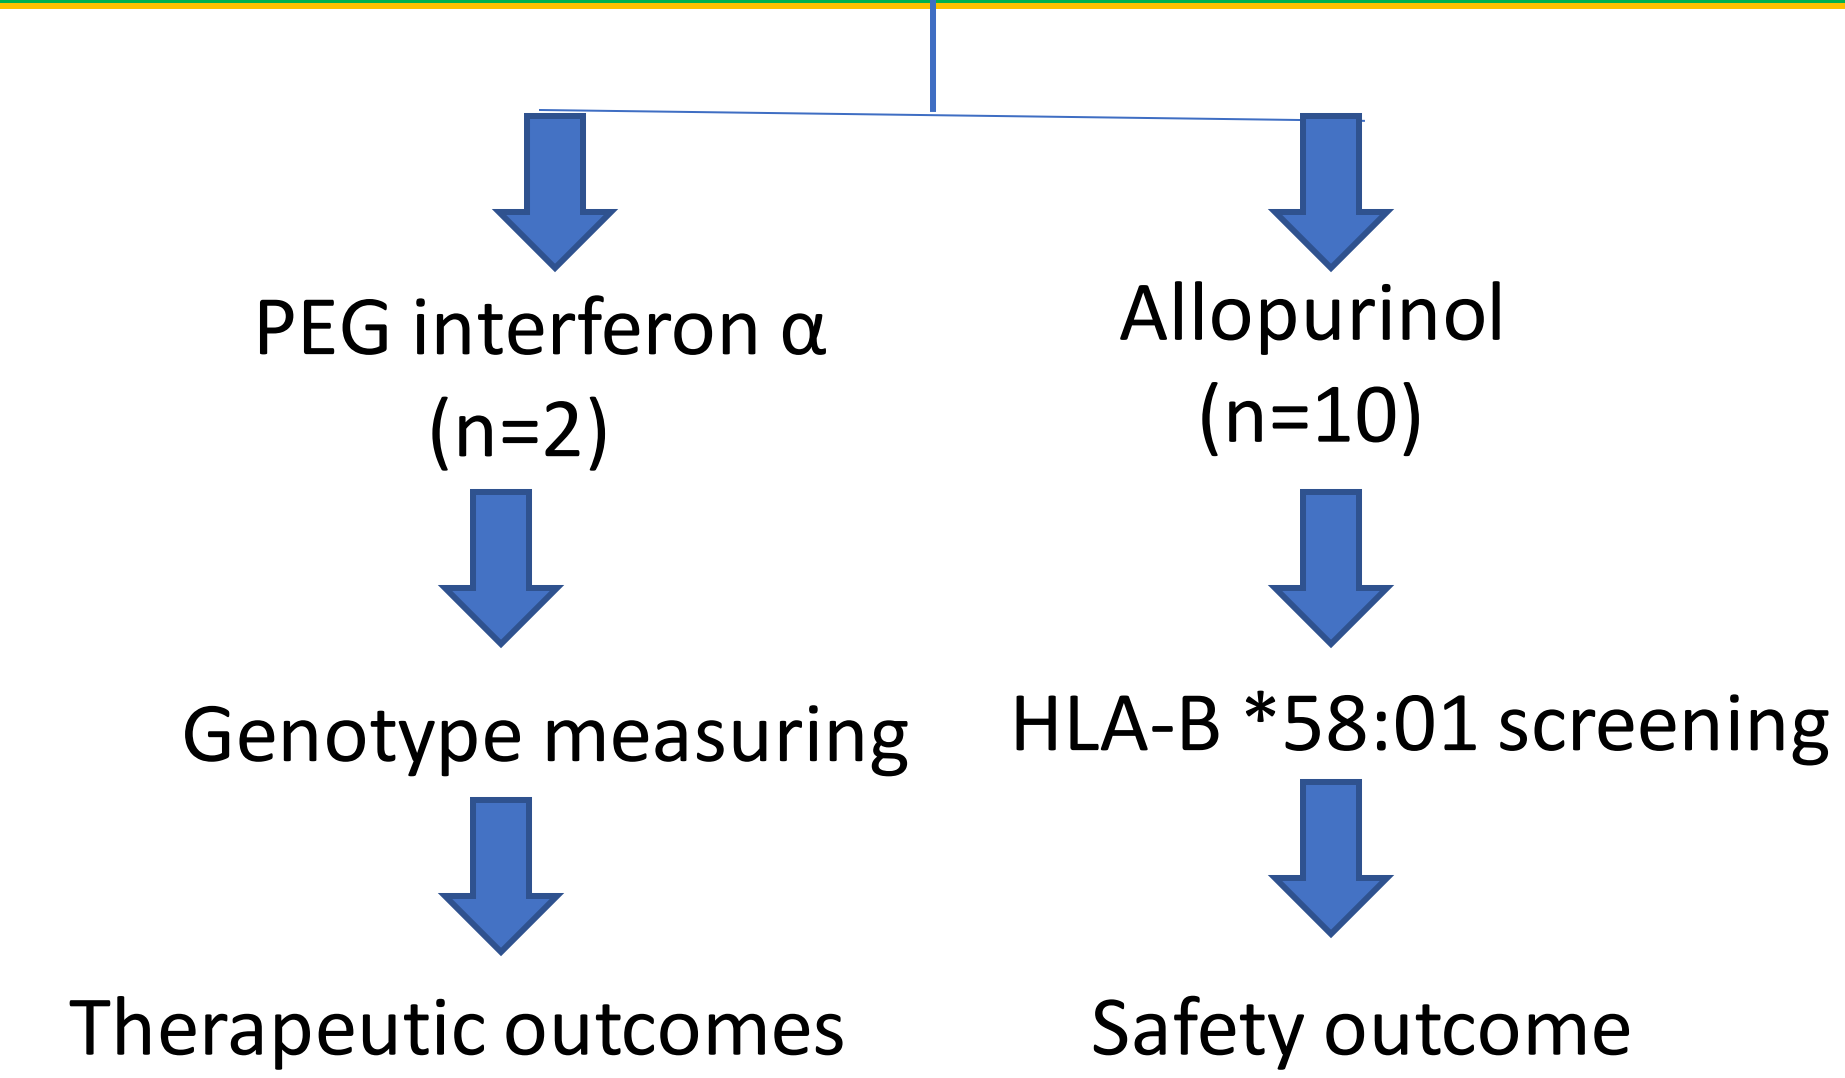 PEG interferon α
(n=2)
Genotype measuring
Therapeutic outcomes
Allopurinol
(n=10)
HLA-B *58:01 screening
Safety outcome